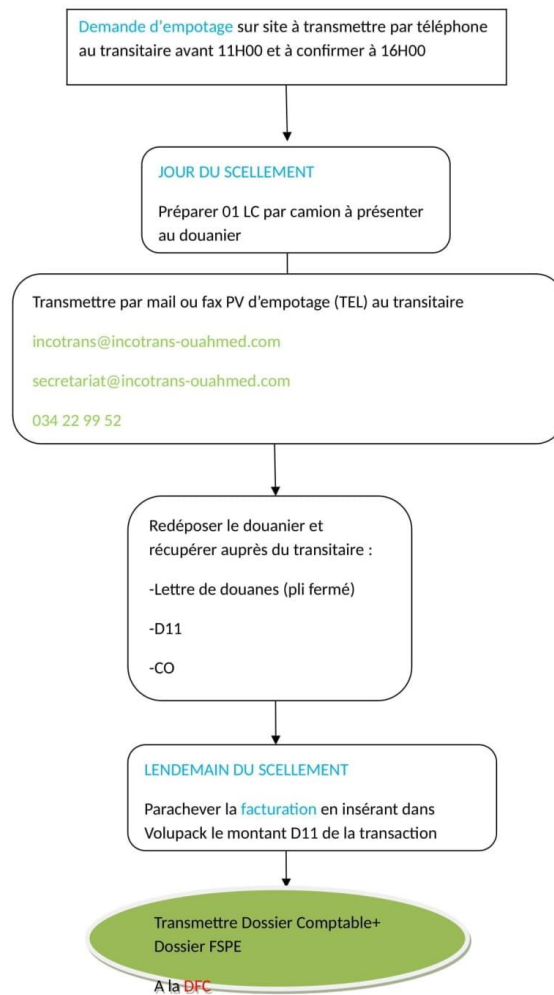 Demande d’empotage sur site à transmettre par téléphone
au transitaire avant 11H00 et à confirmer à 16H00
JOUR DU SCELLEMENT
Préparer 01 LC par camion à présenter
au douanier
Transmettre par mail ou fax PV d’empotage (TEL) au transitaire
incotrans@incotrans-ouahmed.com
secretariat@incotrans-ouahmed.com
034 22 99 52
Redéposer le douanier et
récupérer auprès du transitaire :
-Lettre de douanes (pli fermé)
-D11
-CO
LENDEMAIN DU SCELLEMENT
Parachever la facturation en insérant dans
Volupack le montant D11 de la transaction
Transmettre Dossier Comptable+
Dossier FSPE
A la DFC